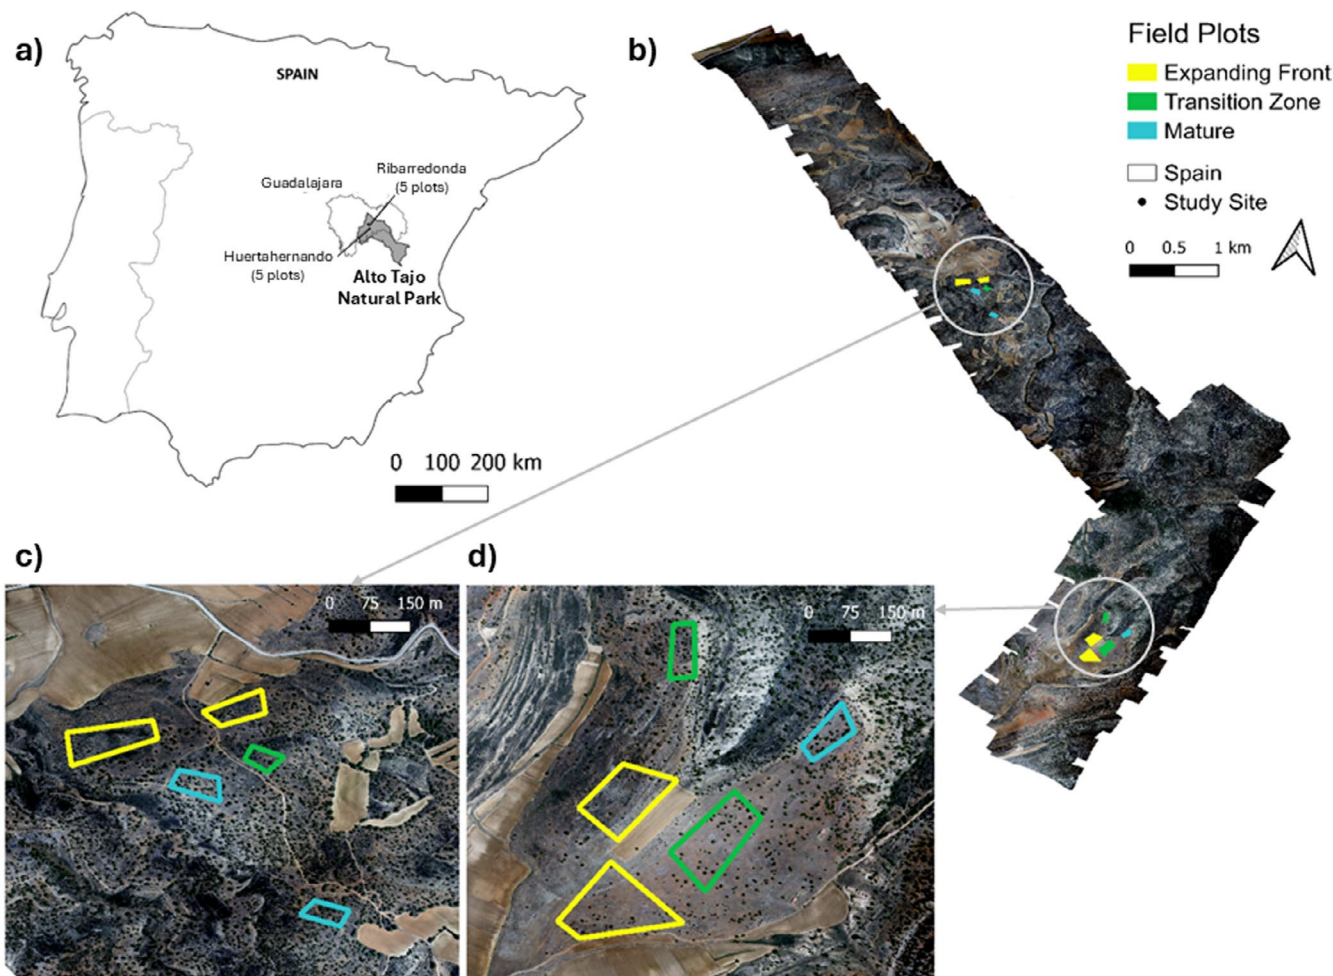 a)
SPAIN
Guadalajara
Ribarredonda
(5 plots)
Huertahernando
(5 plots)
Alto Tajo
Natural Park
0 100 200 km
b)
Field Plots
Expanding Front
Transition Zone
Mature
Spain
Study Site
0 0.5 1 km
c)
0 75 150 m
d)
0 75 150 m